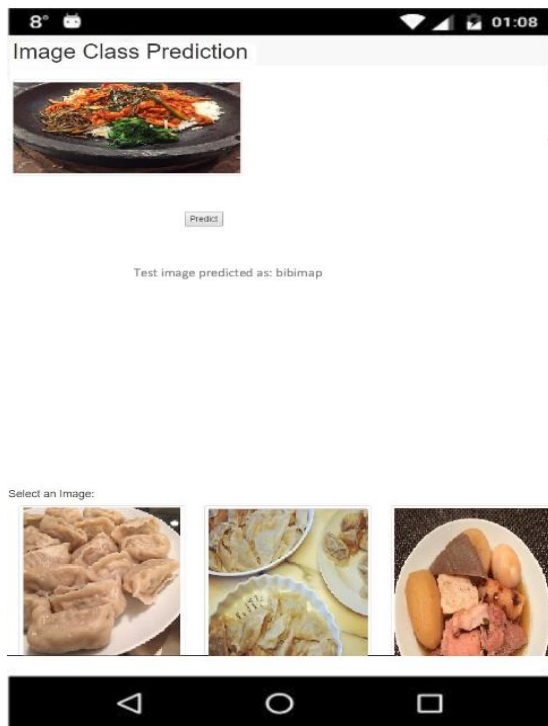 8°
01:08
Image Class Prediction
Predict
Test image predicted as: bibimap
Select an Image: